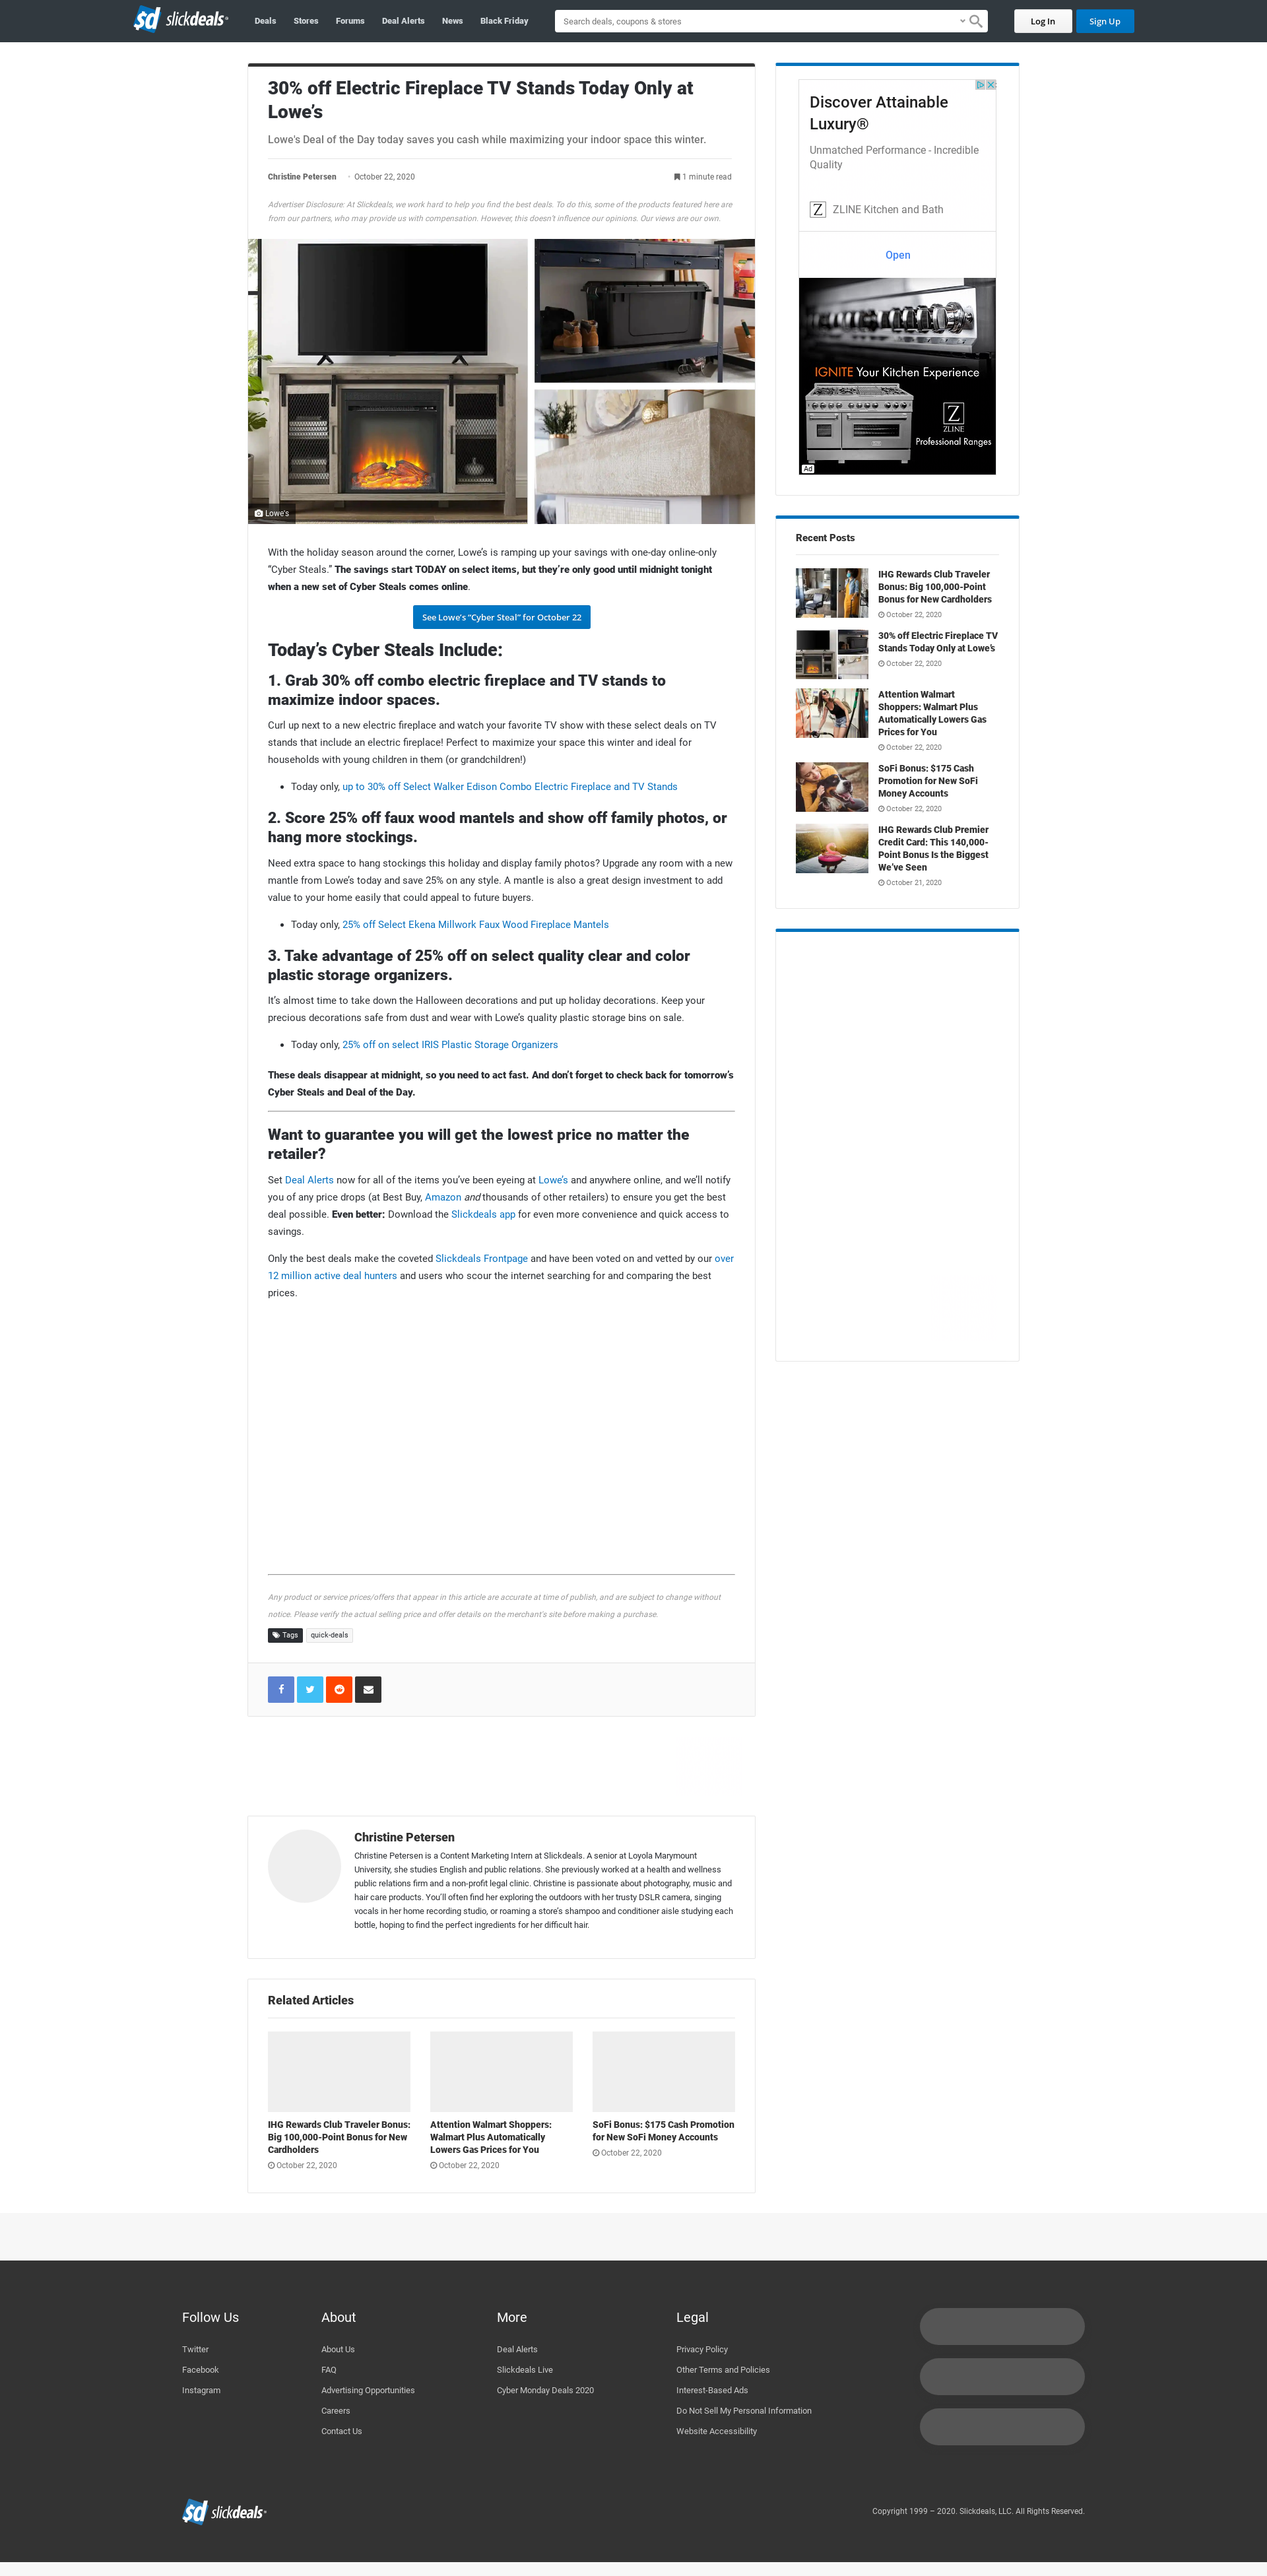 slickdeals
Deals
Stores
Forums
Deal Alerts
News
Black Friday
Search deals, coupons & stores
Log In
Sign Up
30% off Electric Fireplace TV Stands Today Only at
Lowe’s
Lowe's Deal of the Day today saves you cash while maximizing your indoor space this winter.
Christine Petersen
October 22, 2020
1 minute read
Advertiser Disclosure: At Slickdeals, we work hard to help you find the best deals. To do this, some of the products featured here are
from our partners, who may provide us with compensation. However, this doesn't influence our opinions. Our views are our own.
Lowe's
With the holiday season around the corner, Lowe’s is ramping up your savings with one-day online-only
“Cyber Steals.” The savings start TODAY on select items, but they’re only good until midnight tonight
when a new set of Cyber Steals comes online.
See Lowe’s “Cyber Steal” for October 22
Today’s Cyber Steals Include:
1. Grab 30% off combo electric fireplace and TV stands to
maximize indoor spaces.
Curl up next to a new electric fireplace and watch your favorite TV show with these select deals on TV
stands that include an electric fireplace! Perfect to maximize your space this winter and ideal for
households with young children in them (or grandchildren!)
• Today only, up to 30% off Select Walker Edison Combo Electric Fireplace and TV Stands
2. Score 25% off faux wood mantels and show off family photos, or
hang more stockings.
Need extra space to hang stockings this holiday and display family photos? Upgrade any room with a new
mantle from Lowe’s today and save 25% on any style. A mantle is also a great design investment to add
value to your home easily that could appeal to future buyers.
• Today only, 25% off Select Ekena Millwork Faux Wood Fireplace Mantels
3. Take advantage of 25% off on select quality clear and color
plastic storage organizers.
It’s almost time to take down the Halloween decorations and put up holiday decorations. Keep your
precious decorations safe from dust and wear with Lowe’s quality plastic storage bins on sale.
• Today only, 25% off on select IRIS Plastic Storage Organizers
These deals disappear at midnight, so you need to act fast. And don’t forget to check back for tomorrow’s
Cyber Steals and Deal of the Day.
Want to guarantee you will get the lowest price no matter the
retailer?
Set Deal Alerts now for all of the items you’ve been eyeing at Lowe’s and anywhere online, and we’ll notify
you of any price drops (at Best Buy, Amazon and thousands of other retailers) to ensure you get the best
deal possible. Even better: Download the Slickdeals app for even more convenience and quick access to
savings.
Only the best deals make the coveted Slickdeals Frontpage and have been voted on and vetted by our over
12 million active deal hunters and users who scour the internet searching for and comparing the best
prices.
Any product or service prices/offers that appear in this article are accurate at time of publish, and are subject to change without
notice. Please verify the actual selling price and offer details on the merchant's site before making a purchase.
Tags
quick-deals
Discover Attainable
Luxury®
Unmatched Performance - Incredible
Quality
ZLINE Kitchen and Bath
Open
IGNITE Your Kitchen Experience
Z
ZLINE
Professional Ranges
Ad
Recent Posts
IHG Rewards Club Traveler
Bonus: Big 100,000-Point
Bonus for New Cardholders
October 22, 2020
30% off Electric Fireplace TV
Stands Today Only at Lowe’s
October 22, 2020
Attention Walmart
Shoppers: Walmart Plus
Automatically Lowers Gas
Prices for You
October 22, 2020
SoFi Bonus: $175 Cash
Promotion for New SoFi
Money Accounts
October 22, 2020
IHG Rewards Club Premier
Credit Card: This 140,000-
Point Bonus Is the Biggest
We’ve Seen
October 21, 2020
Christine Petersen
Christine Petersen is a Content Marketing Intern at Slickdeals. A senior at Loyola Marymount
University, she studies English and public relations. She previously worked at a health and wellness
public relations firm and a non-profit legal clinic. Christine is passionate about photography, music and
hair care products. You’ll often find her exploring the outdoors with her trusty DSLR camera, singing
vocals in her home recording studio, or roaming a store’s shampoo and conditioner aisle studying each
bottle, hoping to find the perfect ingredients for her difficult hair.
Related Articles
IHG Rewards Club Traveler Bonus:
Big 100,000-Point Bonus for New
Cardholders
October 22, 2020
Attention Walmart Shoppers:
Walmart Plus Automatically
Lowers Gas Prices for You
October 22, 2020
SoFi Bonus: $175 Cash Promotion
for New SoFi Money Accounts
October 22, 2020
Follow Us
Twitter
Facebook
Instagram
About
About Us
FAQ
Advertising Opportunities
Careers
Contact Us
More
Deal Alerts
Slickdeals Live
Cyber Monday Deals 2020
Legal
Privacy Policy
Other Terms and Policies
Interest-Based Ads
Do Not Sell My Personal Information
Website Accessibility
slickdeals
Copyright 1999 – 2020. Slickdeals, LLC. All Rights Reserved.